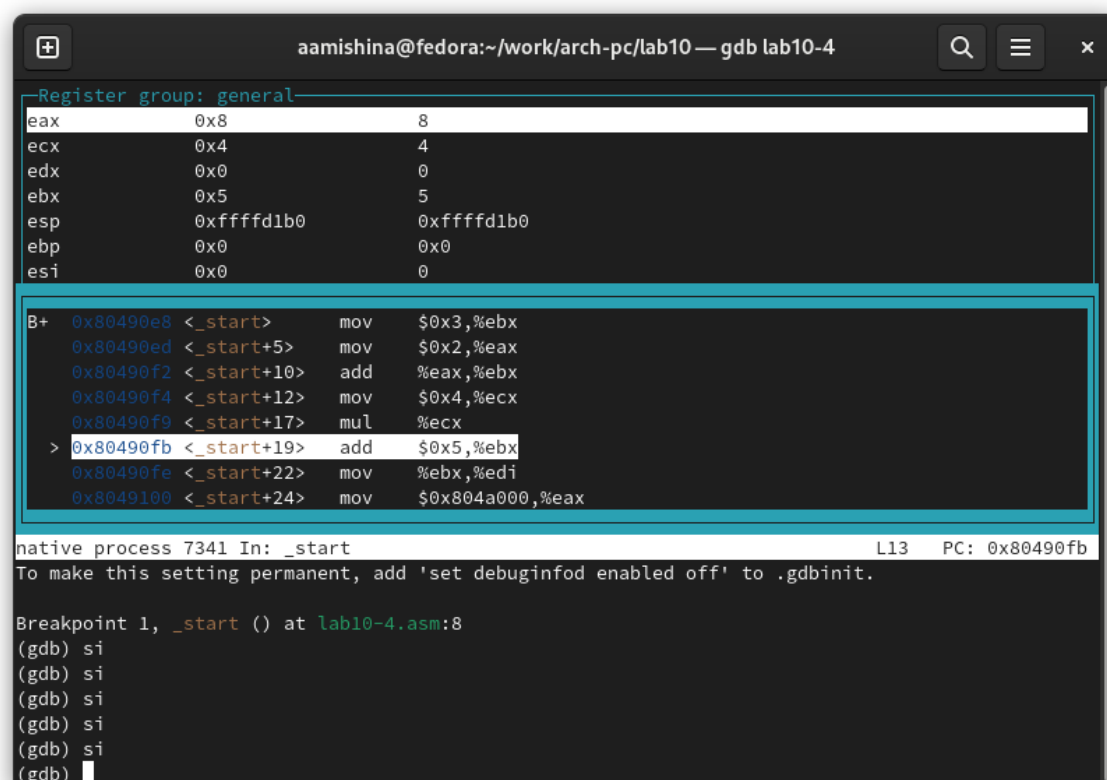 aamishina@fedora:~/work/arch-pc/lab10 — gdb lab10-4
Register group: general
eax 0x8 8
ecx 0x4 4
edx 0x0 0
ebx 0x5 5
esp 0xffffd1b0 0xffffd1b0
ebp 0x0 0x0
esi 0x0 0
B+ 0x80490e8 <_start> mov $0x3,%ebx
0x80490ed <_start+5> mov $0x2,%eax
0x80490f2 <_start+10> add %eax,%ebx
0x80490f4 <_start+12> mov $0x4,%ecx
0x80490f9 <_start+17> mul %ecx
> 0x80490fb <_start+19> add $0x5,%ebx
0x80490fe <_start+22> mov %ebx,%edi
0x8049100 <_start+24> mov $0x804a000,%eax
native process 7341 In: _start L13 PC: 0x80490fb
To make this setting permanent, add 'set debuginfod enabled off' to .gdbinit.
Breakpoint 1, _start () at lab10-4.asm:8
(gdb) si
(gdb) si
(gdb) si
(gdb) si
(gdb) si
(gdb)